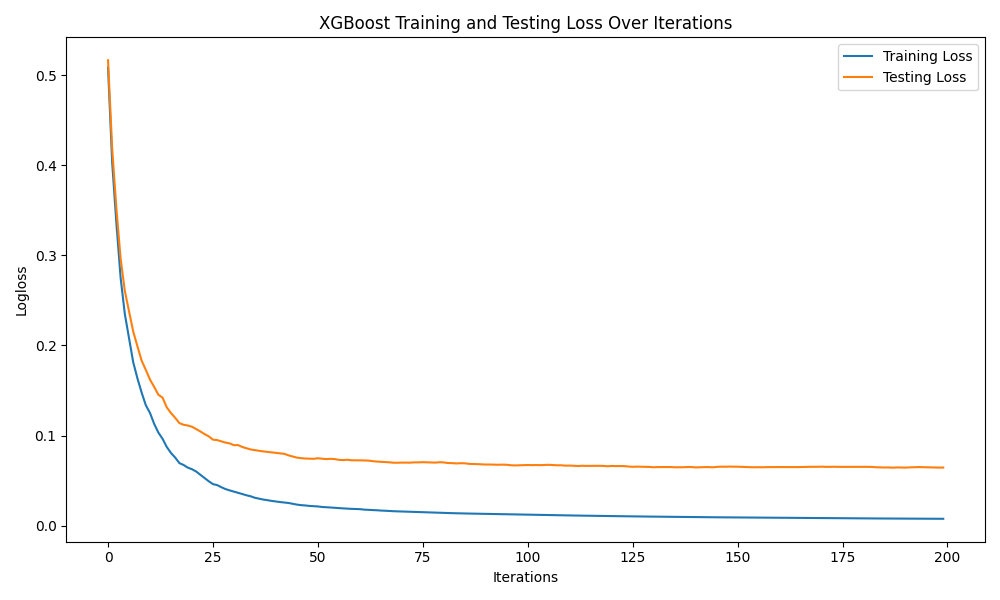 XGBoost Training and Testing Loss Over Iterations
Training Loss
Testing Loss
0.5
0.4
0.3
0.2
0.1
0.0
Logloss
0 25 50 75 100 125 150 175 200
Iterations